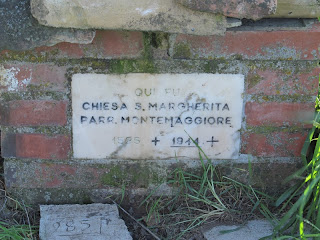 QUI FU
CHIESA S. MARGHERITA
PARR. MONTEMAGGIORE
+ 1944 +